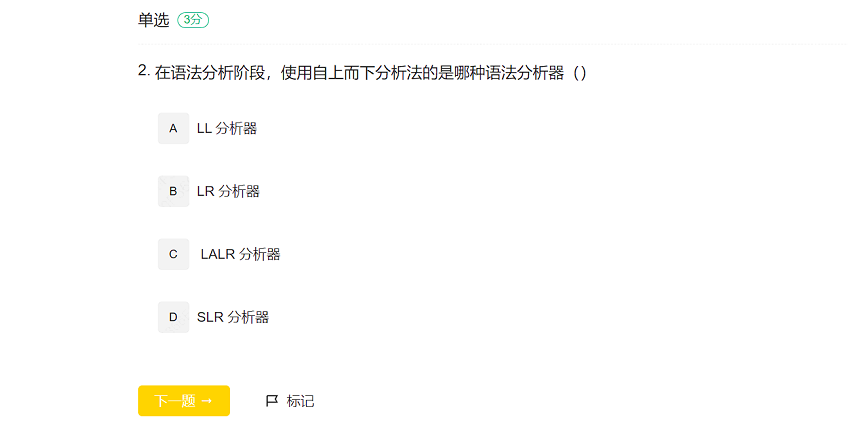 单选 3分
2. 在语法分析阶段，使用自上而下分析法的是哪种语法分析器（）
A LL 分析器
B LR 分析器
C LALR 分析器
D SLR 分析器
下一题 → 标记